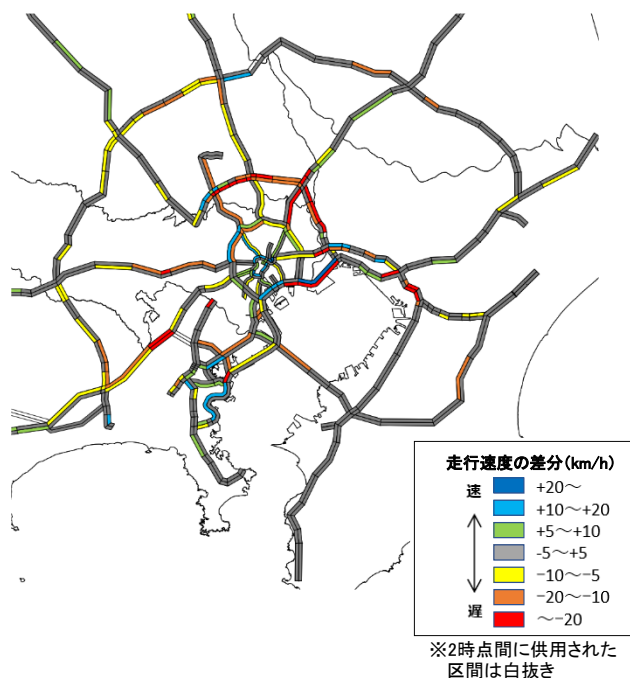 走行速度の差分(km/h)
速
+20～
+10～+20
+5～+10
-5～+5
-10～-5
-20～-10
遅
～-20
※2時点間に供用された
区間は白抜き